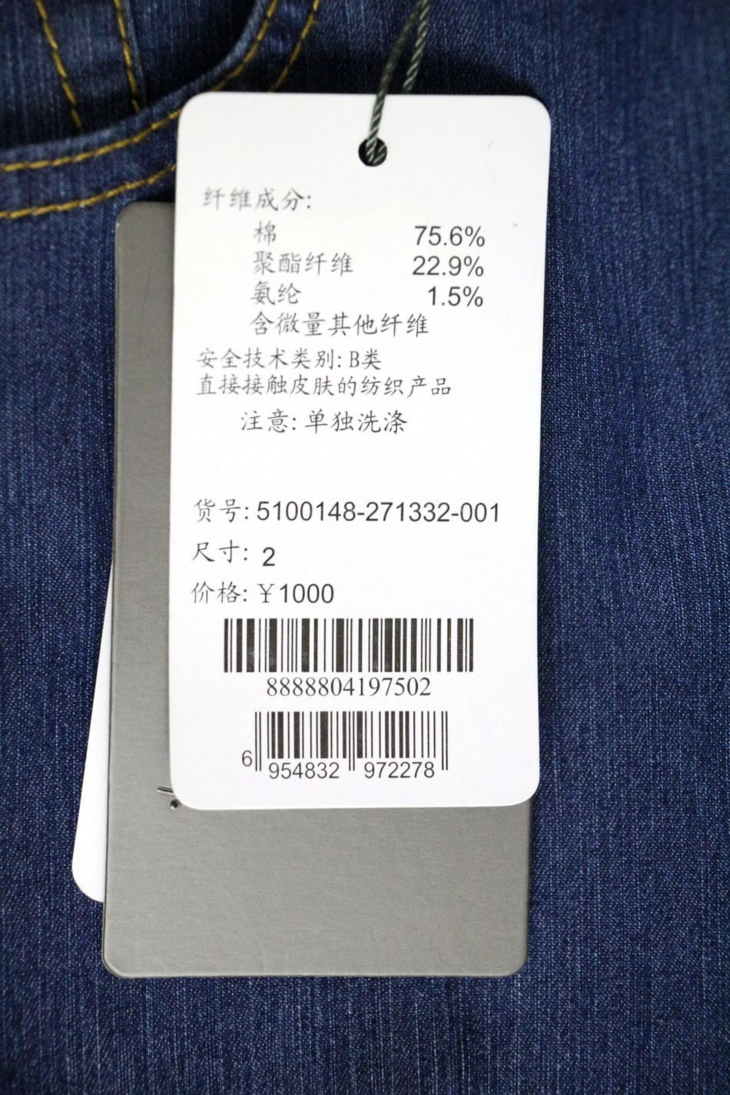 纤维成分:
棉 75.6%
聚酯纤维 22.9%
氨纶 1.5%
含微量其他纤维
安全技术类别: B类
直接接触皮肤的纺织产品
注意: 单独洗涤
货号: 5100148-271332-001
尺寸: 2
价格: ¥1000
8888804197502
6 954832 972278